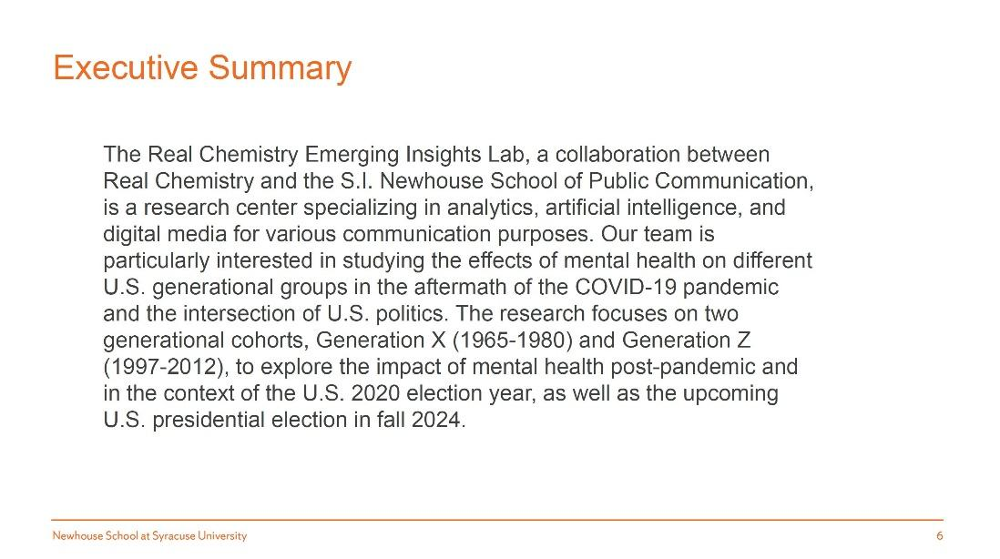 Executive Summary
The Real Chemistry Emerging Insights Lab, a collaboration between
Real Chemistry and the S.I. Newhouse School of Public Communication,
is a research center specializing in analytics, artificial intelligence, and
digital media for various communication purposes. Our team is
particularly interested in studying the effects of mental health on different
U.S. generational groups in the aftermath of the COVID-19 pandemic
and the intersection of U.S. politics. The research focuses on two
generational cohorts, Generation X (1965-1980) and Generation Z
(1997-2012), to explore the impact of mental health post-pandemic and
in the context of the U.S. 2020 election year, as well as the upcoming
U.S. presidential election in fall 2024.
Newhouse School at Syracuse University
6